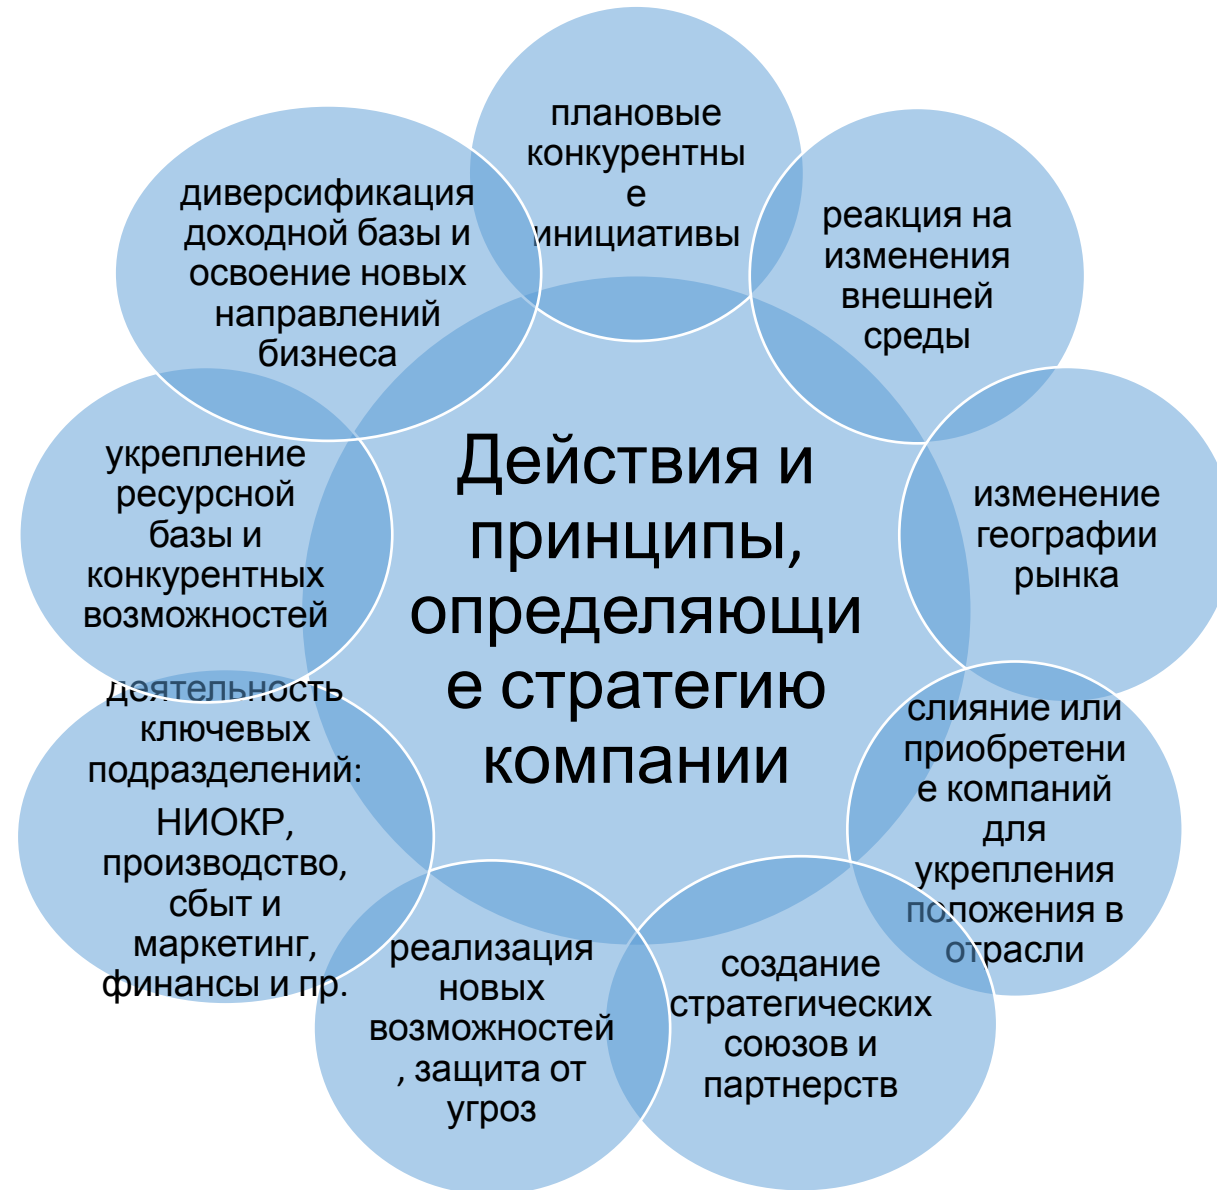 плановые
конкурентны
е
инициативы
реакция на
изменения
внешней
среды
изменение
географии
рынка
слияние или
приобретени
е компаний
для
укрепления
положения в
отрасли
создание
стратегических
союзов и
партнерств
реализация
новых
возможностей
, защита от
угроз
деятельность
ключевых
подразделений:
НИОКР,
производство,
сбыт и
маркетинг,
финансы и пр.
укрепление
ресурсной
базы и
конкурентных
возможностей
диверсификация
доходной базы и
освоение новых
направлений
бизнеса
Действия и
принципы,
определяющи
е стратегию
компании